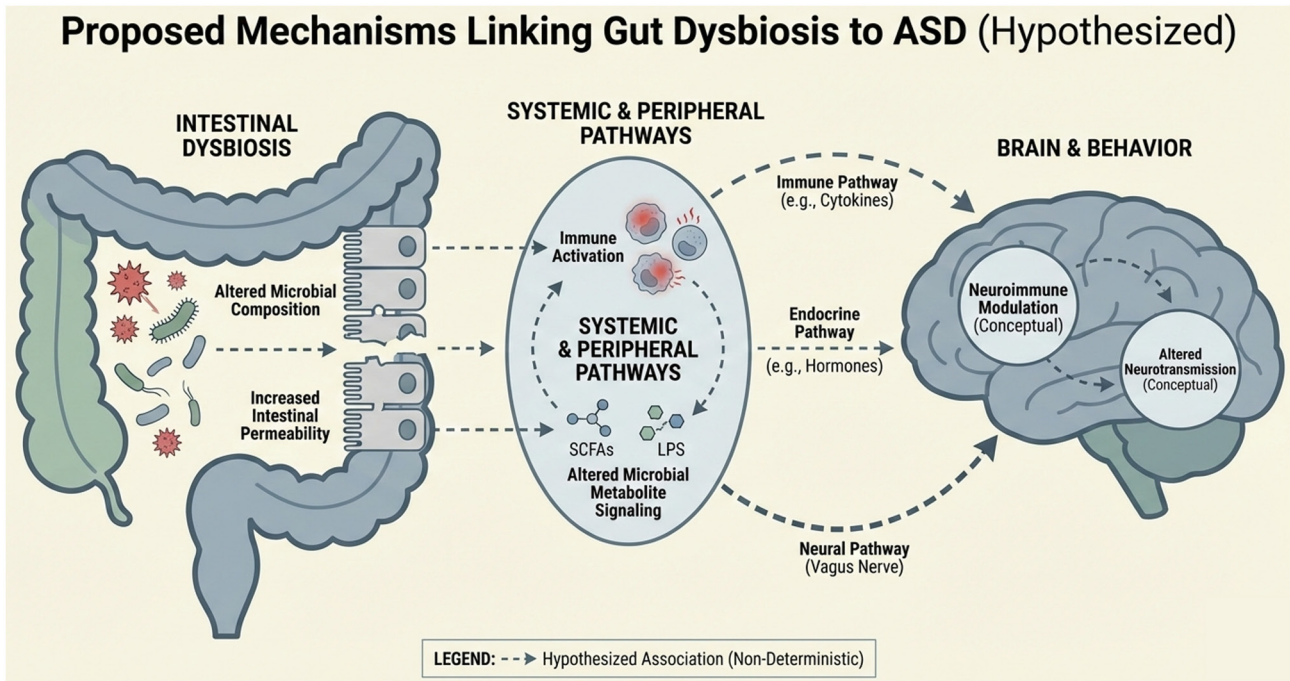 Proposed Mechanisms Linking Gut Dysbiosis to ASD (Hypothesized)
INTESTINAL
DYSBIOSIS
Altered Microbial
Composition
Increased
Intestinal
Permeability
SYSTEMIC & PERIPHERAL
PATHWAYS
Immune
Activation
SYSTEMIC
& PERIPHERAL
PATHWAYS
SCFAs
LPS
Altered Microbial
Metabolite
Signaling
Immune Pathway
(e.g., Cytokines)
Endocrine
Pathway
(e.g., Hormones)
Neural Pathway
(Vagus Nerve)
BRAIN & BEHAVIOR
Neuroimmune
Modulation
(Conceptual)
Altered
Neurotransmission
(Conceptual)
LEGEND: Hypothesized Association (Non-Deterministic)